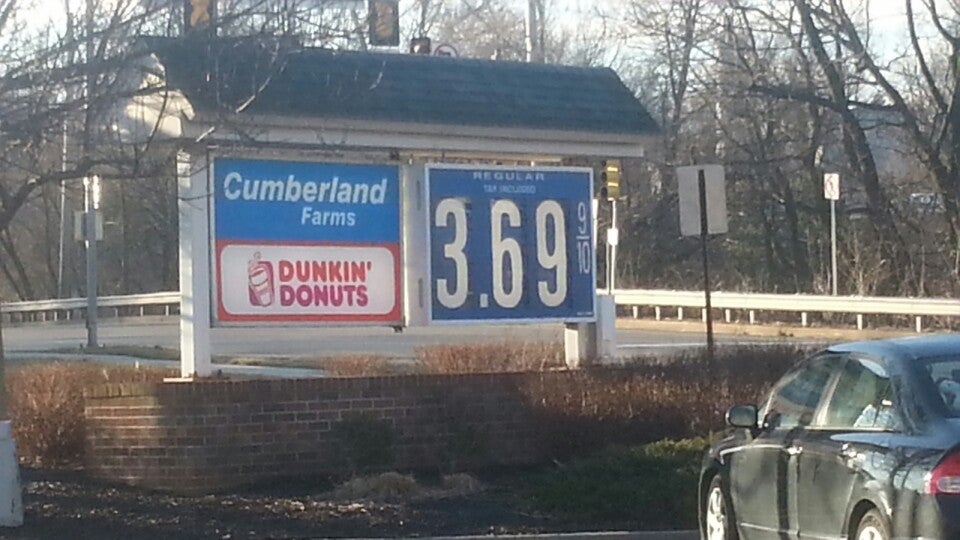 Cumberland
Farms
DUNKIN'
DONUTS
REGULAR
TAX INCLUDED
3.69 9/10